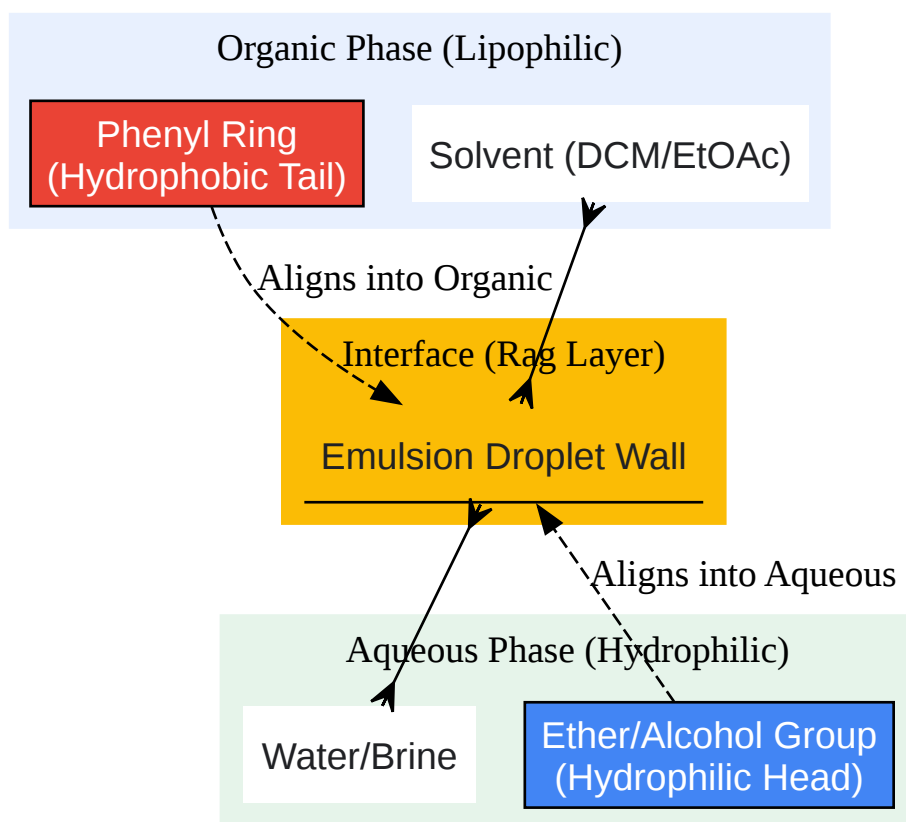 Organic Phase (Lipophilic)
Phenyl Ring
(Hydrophobic Tail)
Solvent (DCM/EtOAc)
Aligns into Organic
Interface (Rag Layer)
Emulsion Droplet Wall
Aligns into Aqueous
Aqueous Phase (Hydrophilic)
Water/Brine
Ether/Alcohol Group
(Hydrophilic Head)